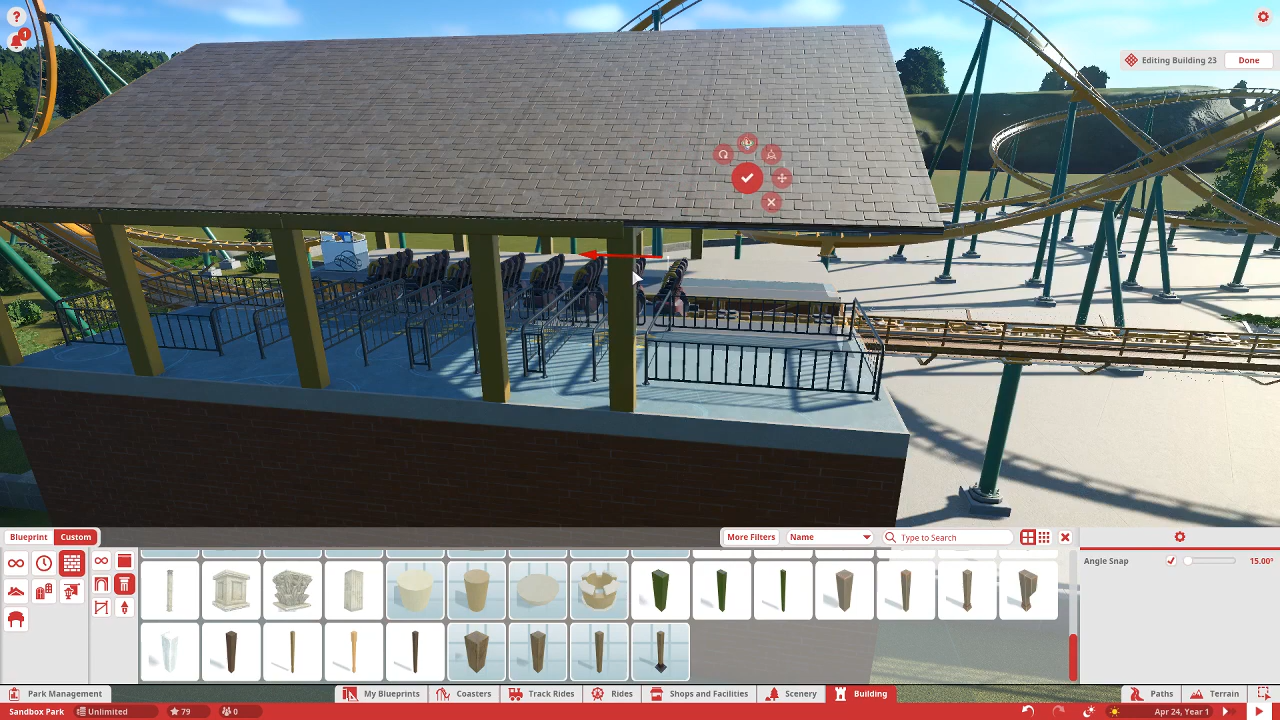 ?
1
Editing Building 23
Done
Blueprint
Custom
More Filters
Name
Type to Search
Angle Snap
15.00°
Park Management
My Blueprints
Coasters
Track Rides
Rides
Shops and Facilities
Scenery
Building
Paths
Terrain
Sandbox Park
Unlimited
79
0
Apr 24, Year 1